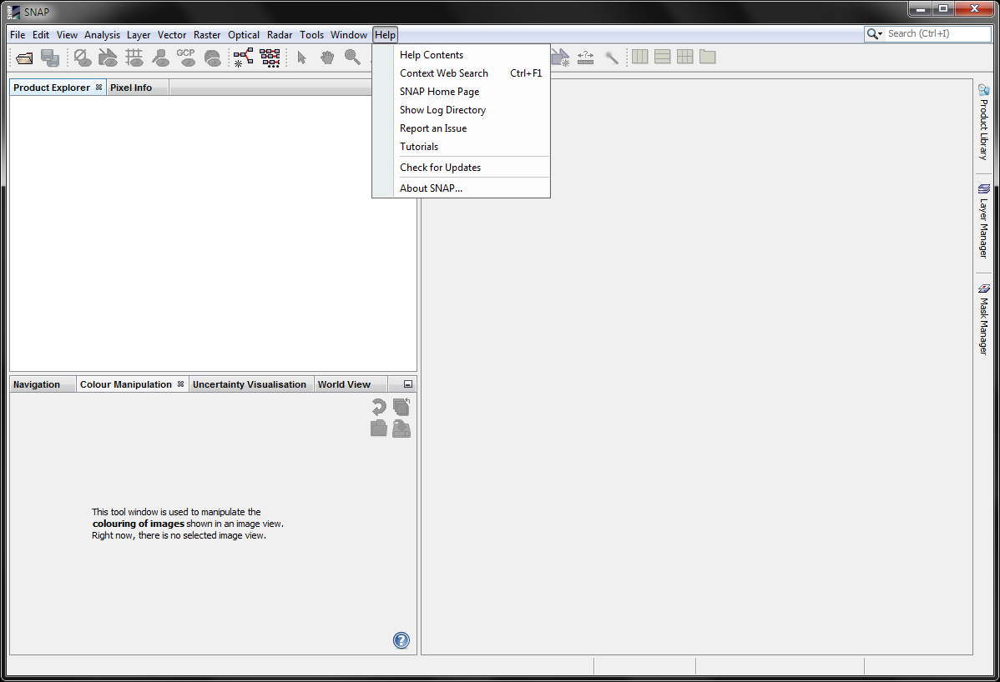 SNAP
SNAP
File Edit View Analysis Layer Vector Raster Optical Radar Tools Window Help
Search (Ctrl+I)
GCP
Help Contents
Context Web Search Ctrl+F1
SNAP Home Page
Show Log Directory
Report an Issue
Tutorials
Check for Updates
About SNAP...
Product Explorer Pixel Info
Product Library
Layer Manager
Mask Manager
Navigation Colour Manipulation Uncertainty Visualisation World View
This tool window is used to manipulate the
colouring of images shown in an image view.
Right now, there is no selected image view.